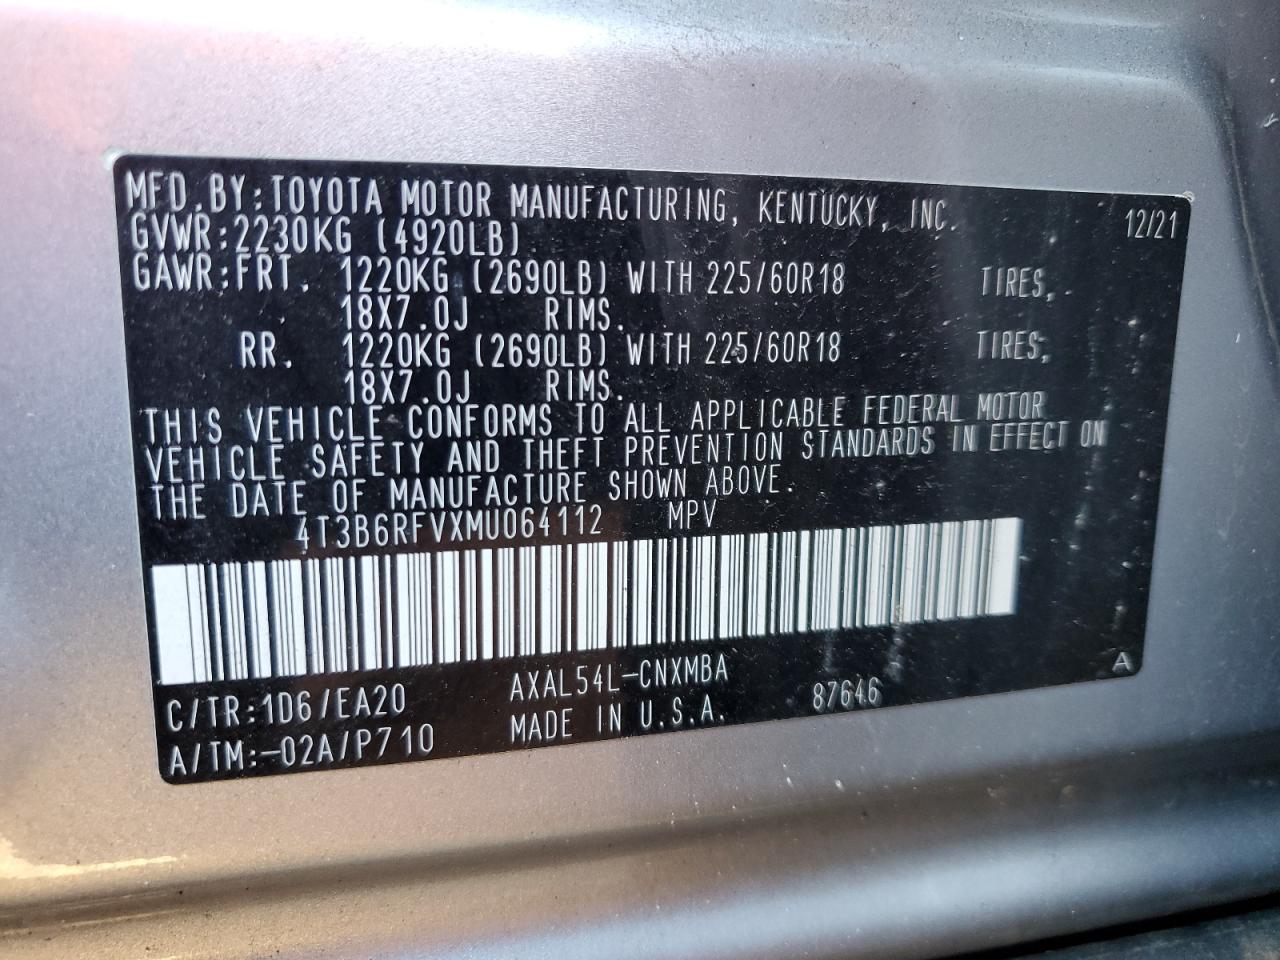 MFD.BY:TOYOTA MOTOR MANUFACTURING, KENTUCKY, INC. 12/21
GVWR:2230KG (4920LB)
GAWR:FRT. 1220KG (2690LB) WITH 225/60R18 TIRES,
18X7.0J RIMS.
RR. 1220KG (2690LB) WITH 225/60R18 TIRES,
18X7.0J RIMS.
THIS VEHICLE CONFORMS TO ALL APPLICABLE FEDERAL MOTOR
VEHICLE SAFETY AND THEFT PREVENTION STANDARDS IN EFFECT ON
THE DATE OF MANUFACTURE SHOWN ABOVE.
4T3B6RFVXMU064112 MPV
C/TR:1D6/EA20 AXAL54L-CNXMBA A
A/TM:-02A/P710 MADE IN U.S.A. 87646